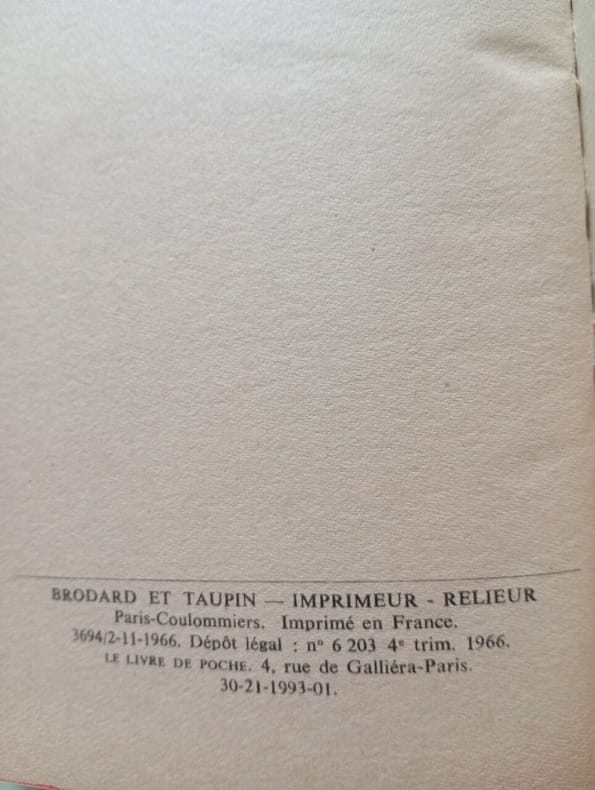 BRODARD ET TAUPIN — IMPRIMEUR - RELIEUR
Paris-Coulommiers. Imprimé en France.
3694/2-11-1966. Dépôt légal : n° 6 203 4e trim. 1966.
LE LIVRE DE POCHE. 4, rue de Galliéra-Paris.
30-21-1993-01.